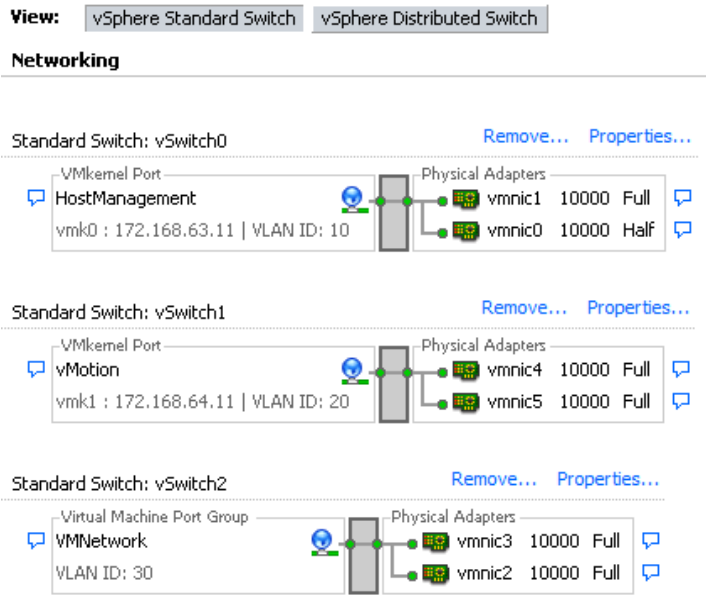 View: vSphere Standard Switch vSphere Distributed Switch
Networking
Standard Switch: vSwitch0 Remove... Properties...
VMkernel Port Physical Adapters
HostManagement vmnic1 10000 Full
vmk0 : 172.168.63.11 | VLAN ID: 10 vmnic0 10000 Half
Standard Switch: vSwitch1 Remove... Properties...
VMkernel Port Physical Adapters
vMotion vmnic4 10000 Full
vmk1 : 172.168.64.11 | VLAN ID: 20 vmnic5 10000 Full
Standard Switch: vSwitch2 Remove... Properties...
Virtual Machine Port Group Physical Adapters
VMNetwork vmnic3 10000 Full
VLAN ID: 30 vmnic2 10000 Full